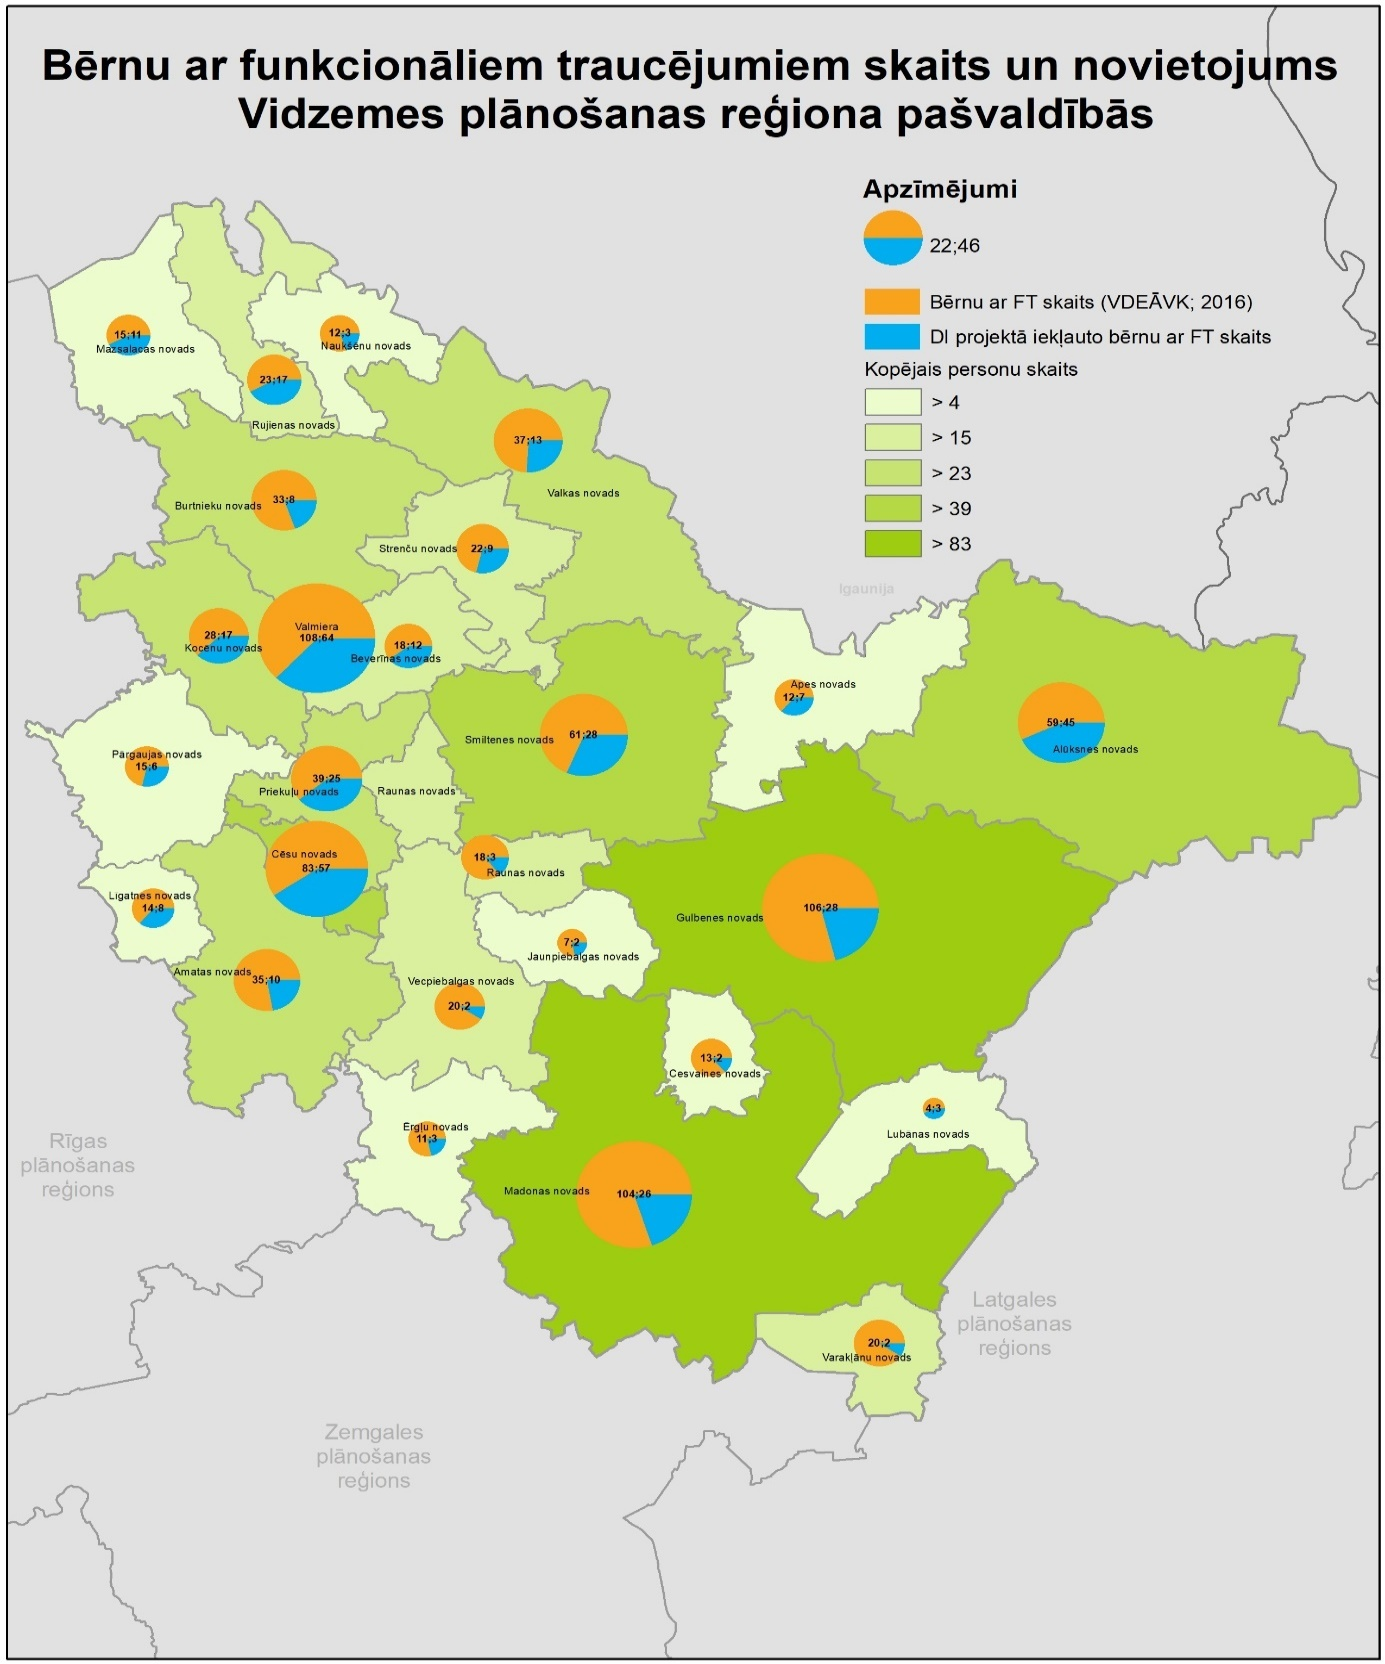 Bērnu ar funkcionāliem traucējumiem skaits un novietojums
Vidzemes plānošanas reģiona pašvaldībās
Apzīmējumi
22;46
Bērnu ar FT skaits (VDEĀVK; 2016)
DI projektā iekļauto bērnu ar FT skaits
Kopējais personu skaits
> 4
> 15
> 23
> 39
> 83
15;11
Mazsalacas novads
12;3
Naukšēnu novads
23;17
Rujienas novads
37;13
Valkas novads
33;8
Burtnieku novads
Strenču novads
22;9
Igaunija
28;17
Kocēnu novads
Valmiera
108;64
18;12
Beverīnas novads
Apes novads
12;7
Smiltenes novads
61;28
59;45
Alūksnes novads
Pārgaujas novads
15;6
39;25
Priekuļu novads
Raunas novads
Cēsu novads
83;57
18;3
Raunas novads
Līgatnes novads
14;8
Gulbenes novads
106;28
7;2
Jaunpiebalgas novads
Amatas novads
35;10
Vecpiebalgas novads
20;2
13;2
Cesvaines novads
4;3
Lubānas novads
Ērgļu novads
11;3
Rīgas
plānošanas
reģions
Madonas novads
104;26
Latgales
plānošanas
reģions
20;2
Varakļānu novads
Zemgales
plānošanas
reģions